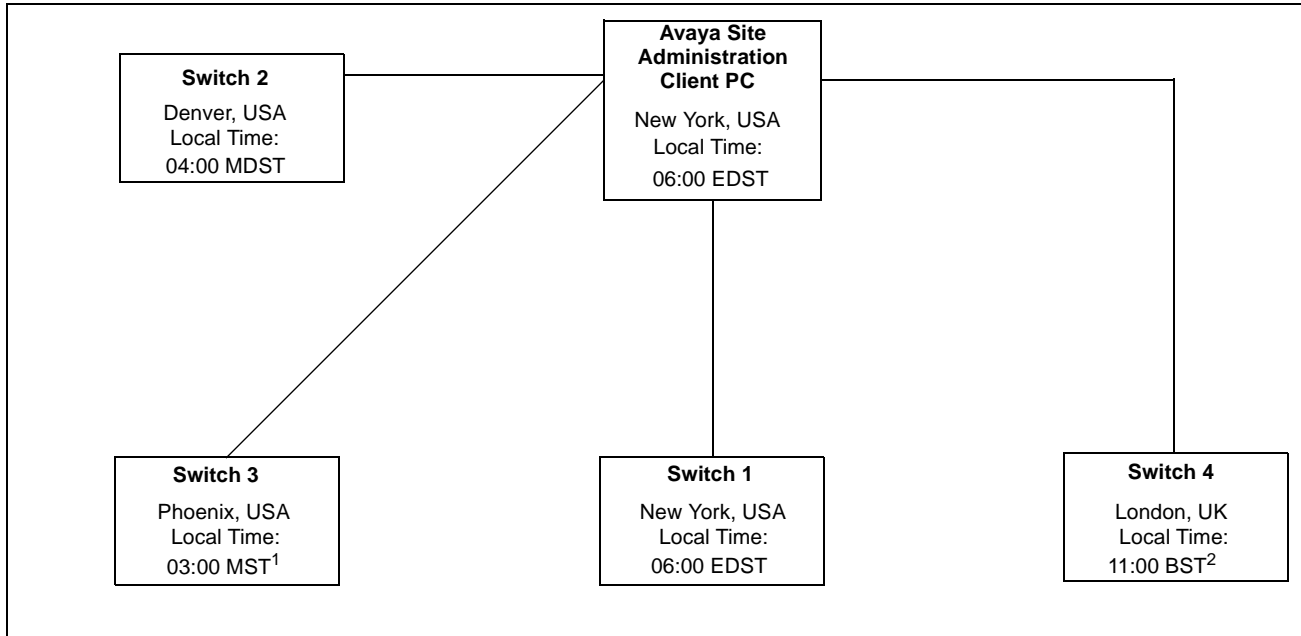 Avaya Site
Administration
Client PC
New York, USA
Local Time:
06:00 EDST
Switch 2
Denver, USA
Local Time:
04:00 MDST
Switch 3
Phoenix, USA
Local Time:
03:00 MST1
Switch 1
New York, USA
Local Time:
06:00 EDST
Switch 4
London, UK
Local Time:
11:00 BST2